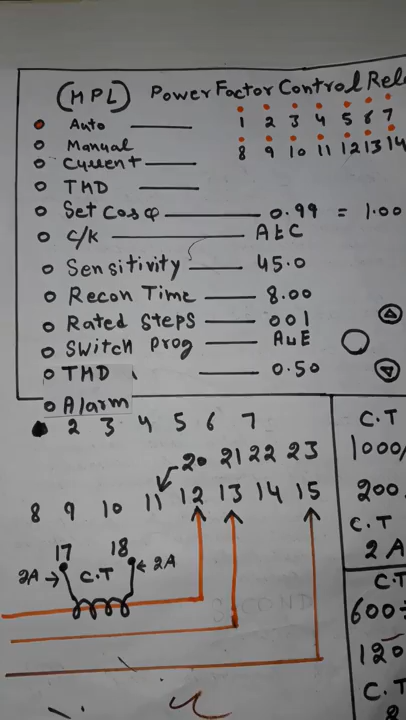 (MPL) Power Factor Control Rel
Auto
1 2 3 4 5 6 7
Manual
8 9 10 11 12 13 14
Current
THD
Set Cosφ 0.99 = 1.00
C/K
Sensitivity 45.0
Recon Time 8.00
Rated Steps 001
Switch Prog
THD 0.50
Alarm
2 3 4 5 6 7
20 21 22 23
8 9 10 11 12 13 14 15
17 18
2A C.T 2A
C.T
1000/
200
C.T
2A
C.T
600
120
C.T